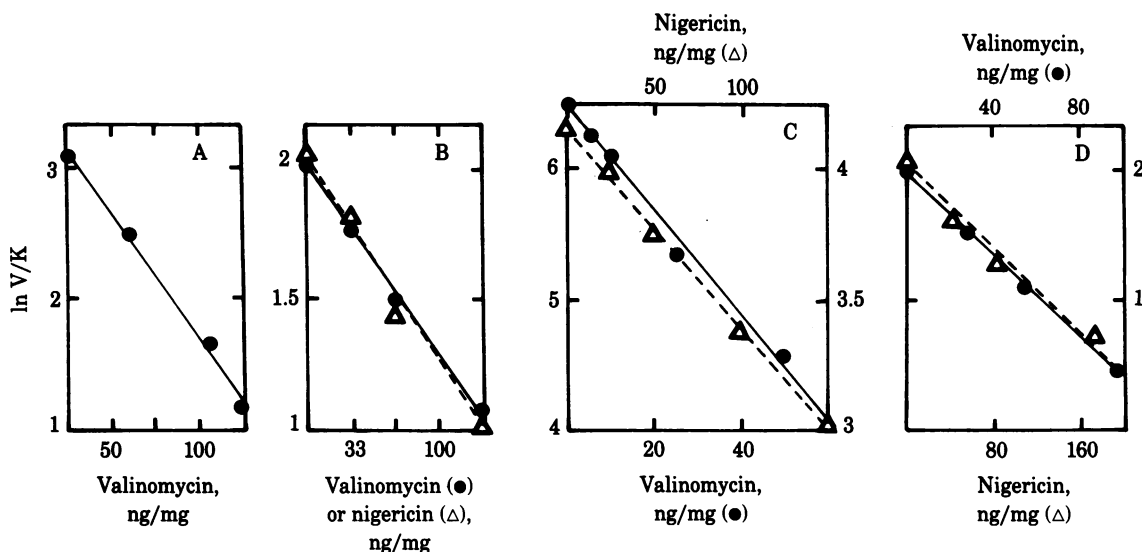 ln V/K
A
3
2
1
50 100
Valinomycin,
ng/mg
B
2
1.5
1
33 100
Valinomycin (●)
or nigericin (△),
ng/mg
Nigericin,
ng/mg (△)
50 100
C
6
5
4
4
3.5
3
20 40
Valinomycin,
ng/mg (●)
Valinomycin,
ng/mg (●)
40 80
D
2
1
80 160
Nigericin,
ng/mg (△)